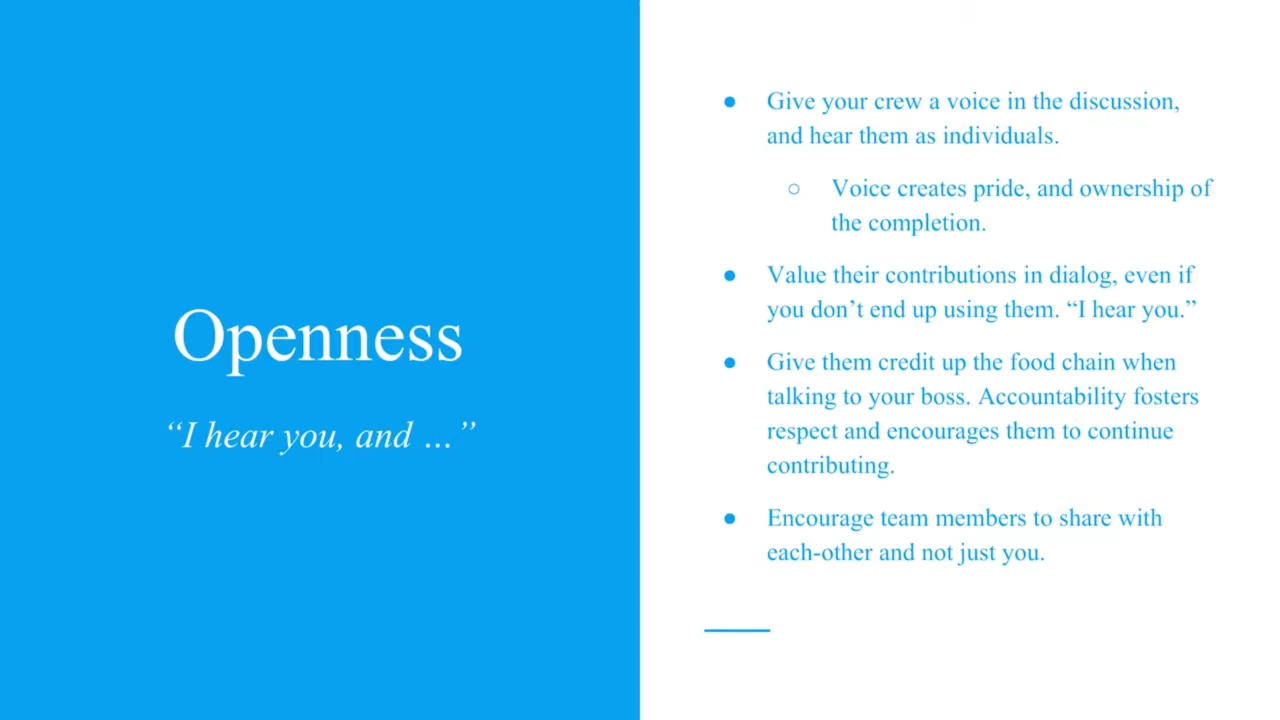 Openness
“I hear you, and ...”
● Give your crew a voice in the discussion,
and hear them as individuals.
○ Voice creates pride, and ownership of
the completion.
● Value their contributions in dialog, even if
you don’t end up using them. “I hear you.”
● Give them credit up the food chain when
talking to your boss. Accountability fosters
respect and encourages them to continue
contributing.
● Encourage team members to share with
each-other and not just you.